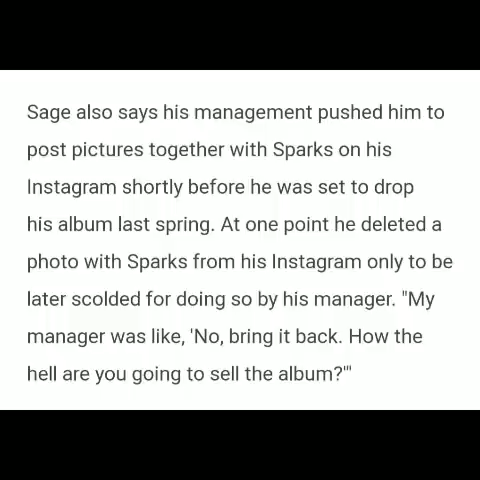 Sage also says his management pushed him to
post pictures together with Sparks on his
Instagram shortly before he was set to drop
his album last spring. At one point he deleted a
photo with Sparks from his Instagram only to be
later scolded for doing so by his manager. "My
manager was like, 'No, bring it back. How the
hell are you going to sell the album?'"